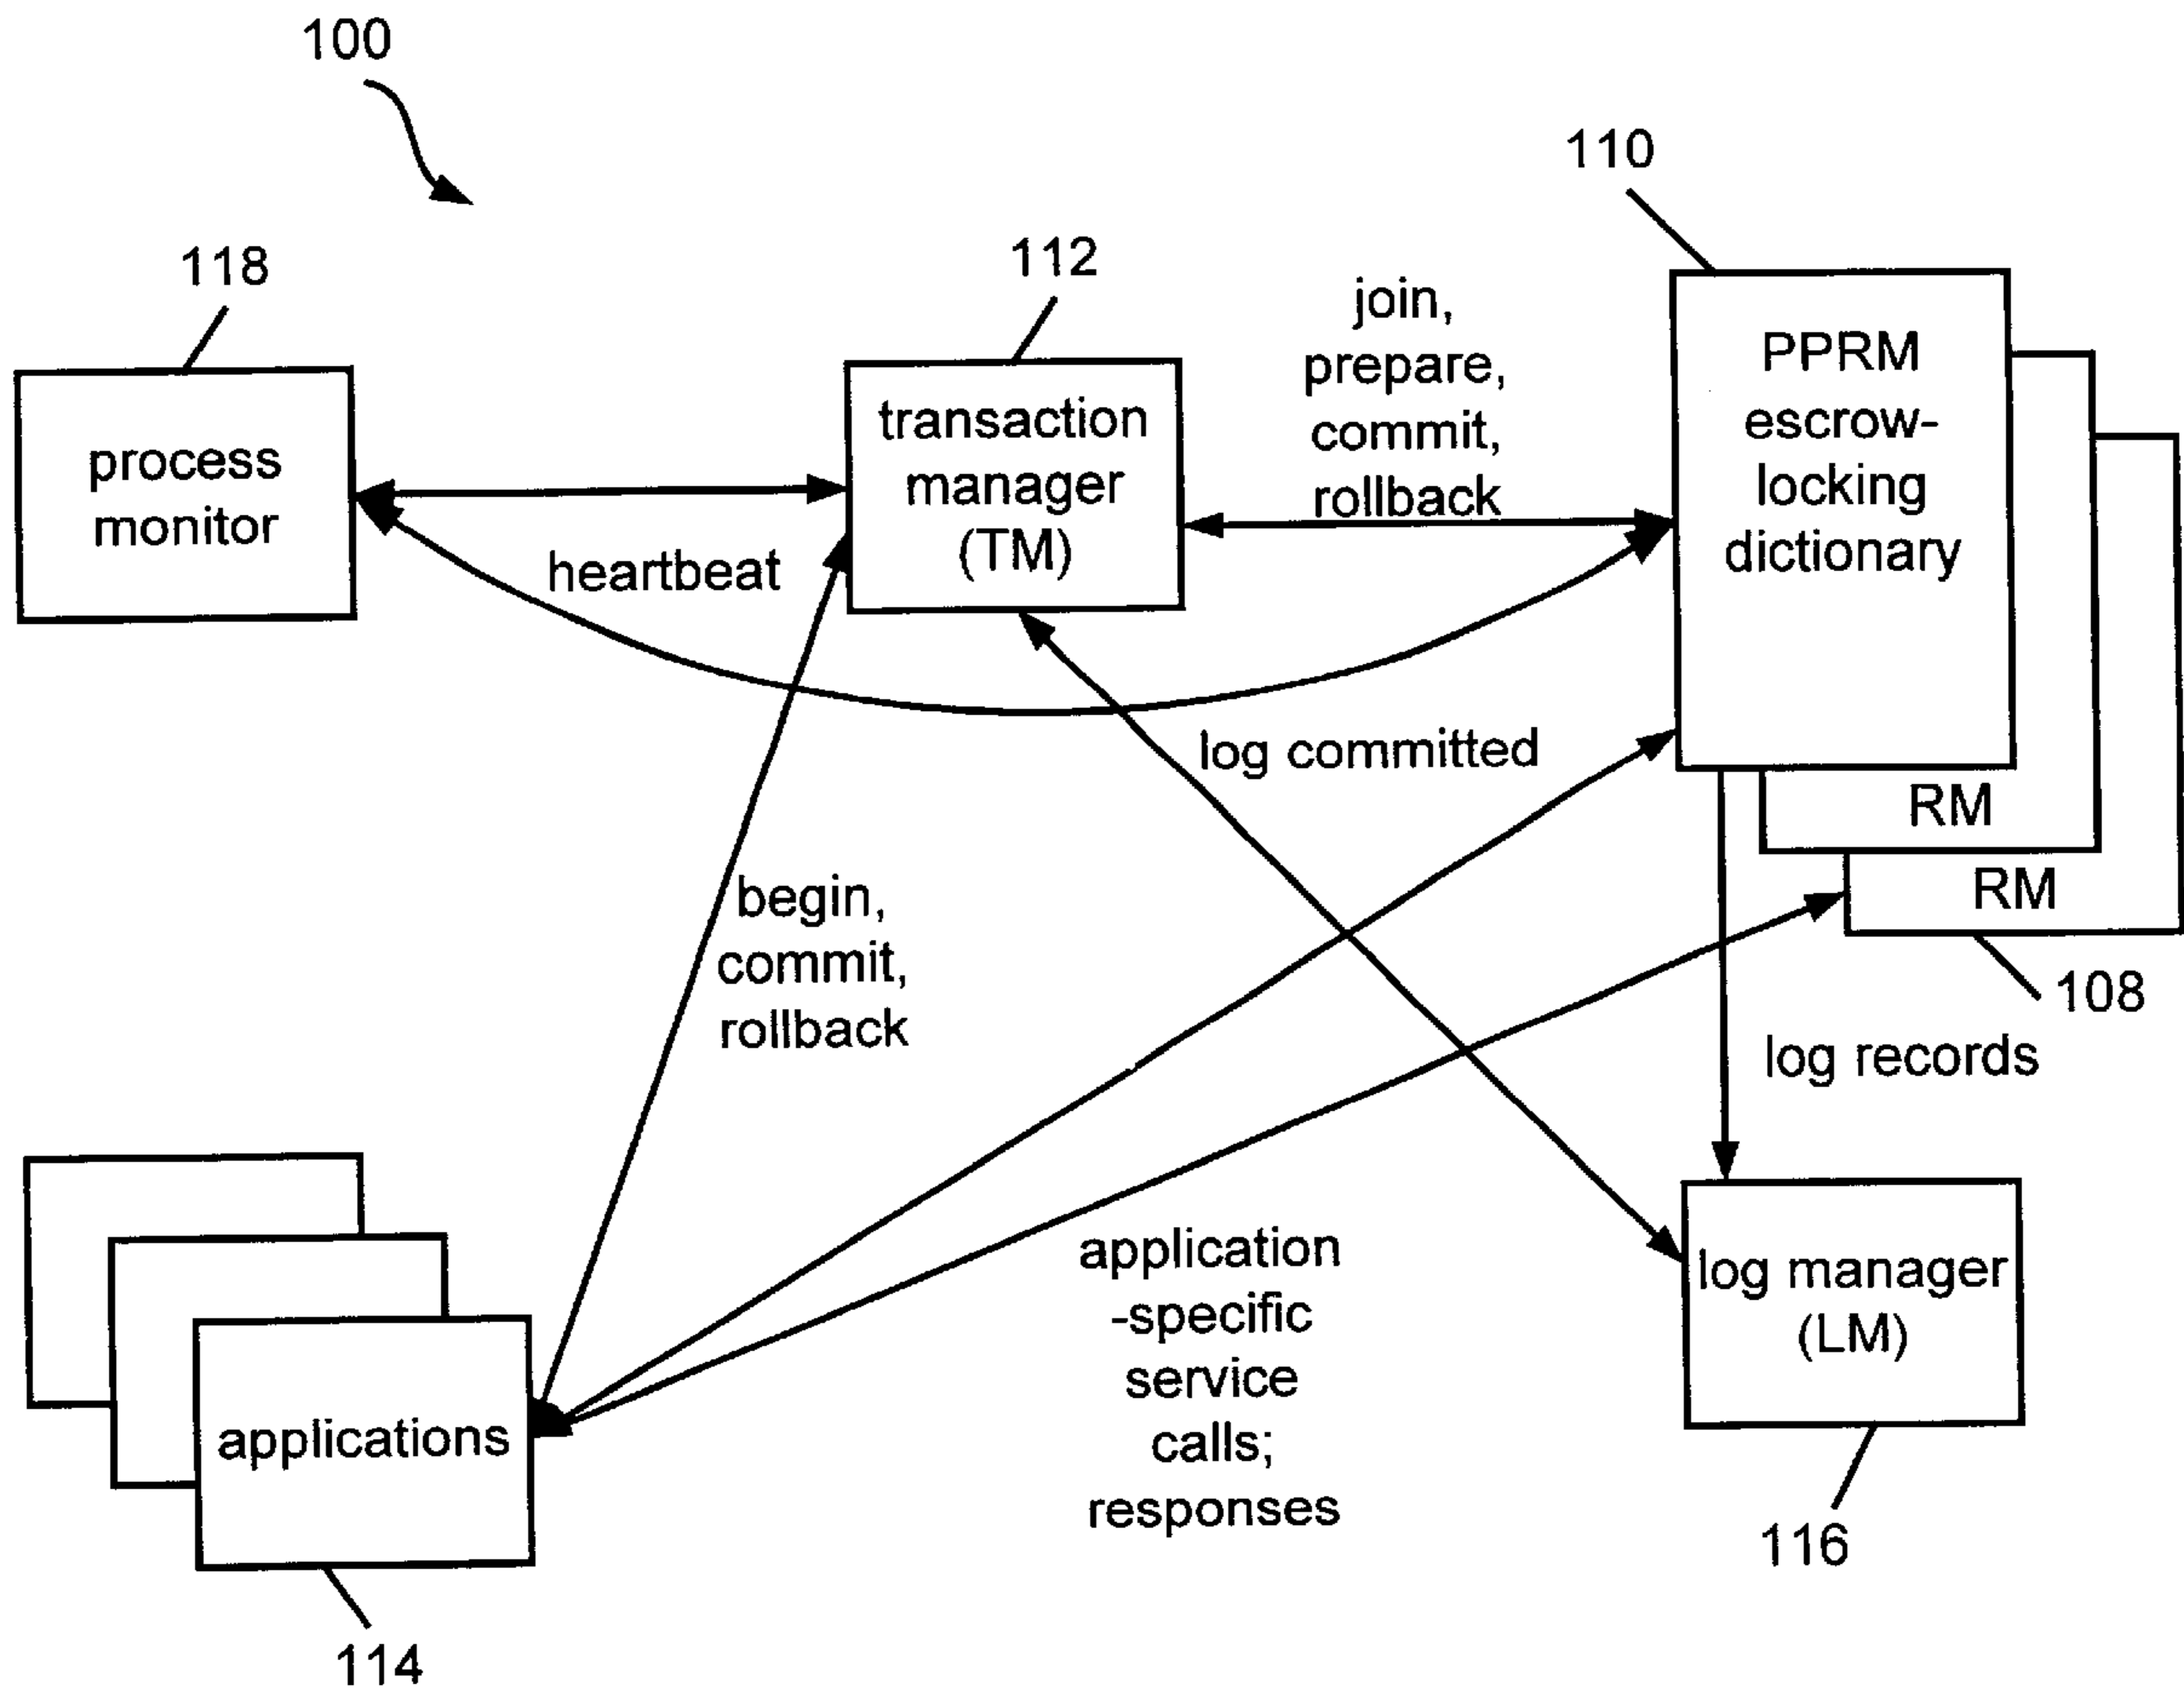 100
110
118
112
join,
prepare,
commit,
rollback
PPRM
escrow-
locking
dictionary
process
monitor
transaction
manager
(TM)
heartbeat
log committed
RM
RM
108
begin,
commit,
rollback
log records
application
-specific
service
calls;
responses
log manager
(LM)
applications
116
114